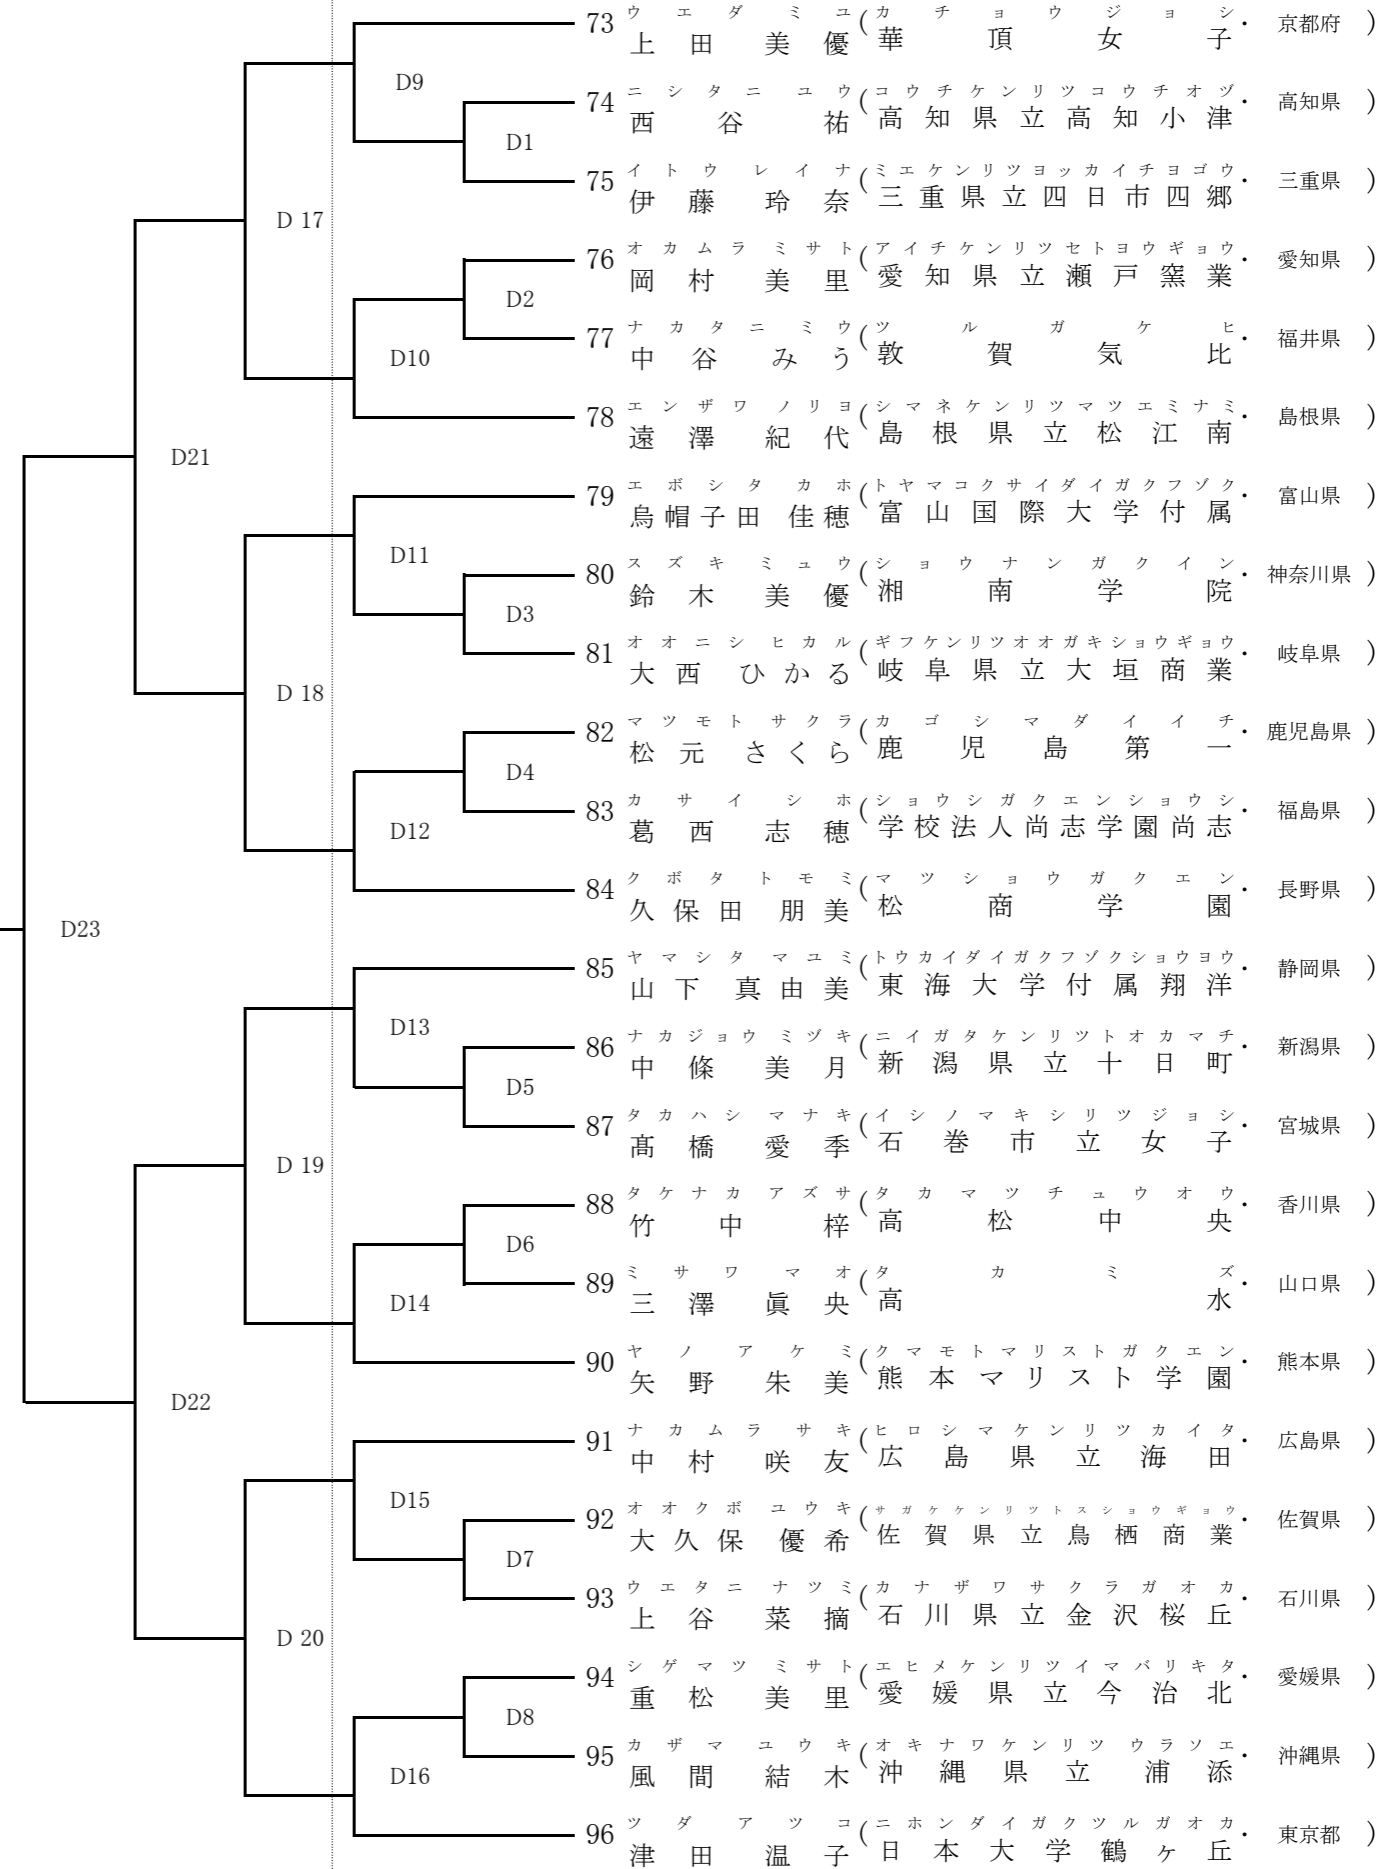 ウエダ ミユ カチョウジョシ
73 上田 美優 (華頂女子 ・ 京都府 )
D9
ニシタニ ユウ コウチケンリツコウチオヅ
74 西谷 祐 (高知県立高知小津 ・ 高知県 )
D1
イトウ レイナ ミエケンリツヨッカイチヨゴウ
75 伊藤 玲奈 (三重県立四日市四郷 ・ 三重県 )
D 17
オカムラ ミサト アイチケンリツセトヨウギョウ
76 岡村 美里 (愛知県立瀬戸窯業 ・ 愛知県 )
D2
ナカタニ ミウ ツルガケヒ
77 中谷 みう (敦賀気比 ・ 福井県 )
D10
エンザワ ノリヨ シマネケンリツマツエミナミ
78 遠澤 紀代 (島根県立松江南 ・ 島根県 )
D21
エボシタ カホ トヤマコクサイダイガクフゾク
79 烏帽子田 佳穂 (富山国際大学付属 ・ 富山県 )
D11
スズキ ミュウ ショウナンガクイン
80 鈴木 美優 (湘南学院 ・ 神奈川県 )
D3
オオニシ ヒカル ギフケンリツオオガキショウギョウ
81 大西 ひかる (岐阜県立大垣商業 ・ 岐阜県 )
D 18
マツモト サクラ カゴシマダイイチ
82 松元 さくら (鹿児島第一 ・ 鹿児島県 )
D4
カサイ シホ ショウシガクエンショウシ
83 葛西 志穂 (学校法人尚志学園尚志 ・ 福島県 )
D12
クボタ トモミ マツショウガクエン
84 久保田 朋美 (松商学園 ・ 長野県 )
D23
ヤマシタ マユミ トウカイダイガクフゾクショウヨウ
85 山下 真由美 (東海大学付属翔洋 ・ 静岡県 )
D13
ナカジョウ ミヅキ ニイガタケンリツトオカマチ
86 中條 美月 (新潟県立十日町 ・ 新潟県 )
D5
タカハシ マナキ イシノマキシリツジョシ
87 髙橋 愛季 (石巻市立女子 ・ 宮城県 )
D 19
タケナカ アズサ タカマツチュウオウ
88 竹中 梓 (高松中央 ・ 香川県 )
D6
ミサワ マオ タカミズ
89 三澤 眞央 (高水 ・ 山口県 )
D14
ヤノ アケミ クマモトマリストガクエン
90 矢野 朱美 (熊本マリスト学園 ・ 熊本県 )
D22
ナカムラ サキ ヒロシマケンリツカイタ
91 中村 咲友 (広島県立海田 ・ 広島県 )
D15
オオクボ ユウキ サガケケンリツトスショウギョウ
92 大久保 優希 (佐賀県立鳥栖商業 ・ 佐賀県 )
D7
ウエタニ ナツミ カナザワサクラガオカ
93 上谷 菜摘 (石川県立金沢桜丘 ・ 石川県 )
D 20
シゲマツ ミサト エヒメケンリツイマバリキタ
94 重松 美里 (愛媛県立今治北 ・ 愛媛県 )
D8
カザマ ユウキ オキナワケンリツ ウラソエ
95 風間 結木 (沖縄県立 浦添 ・ 沖縄県 )
D16
ツダ アツコ ニホンダイガクツルガオカ
96 津田 温子 (日本大学鶴ヶ丘 ・ 東京都 )